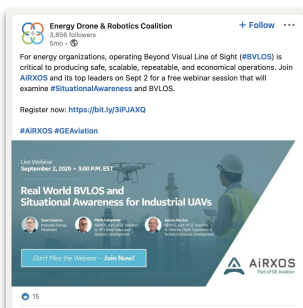 Energy Drone & Robotics Coalition
+ Follow
3,856 followers
5mo •
For energy organizations, operating Beyond Visual Line of Sight (#BVLOS) is
critical to producing safe, scalable, repeatable, and economical operations. Join
AiRXOS and its top leaders on Sept 2 for a free webinar session that will
examine #SituationalAwareness and BVLOS.
Register now: https://bit.ly/3iPJAXQ
#AiRXOS #GEAviation
Live Webinar
September 2, 2020 • 3:00 P.M. EST
Real World BVLOS and
Situational Awareness for Industrial UAVs
Don't Miss the Webinar - Join Now!
AiRXOS
Part of GE Aviation
15